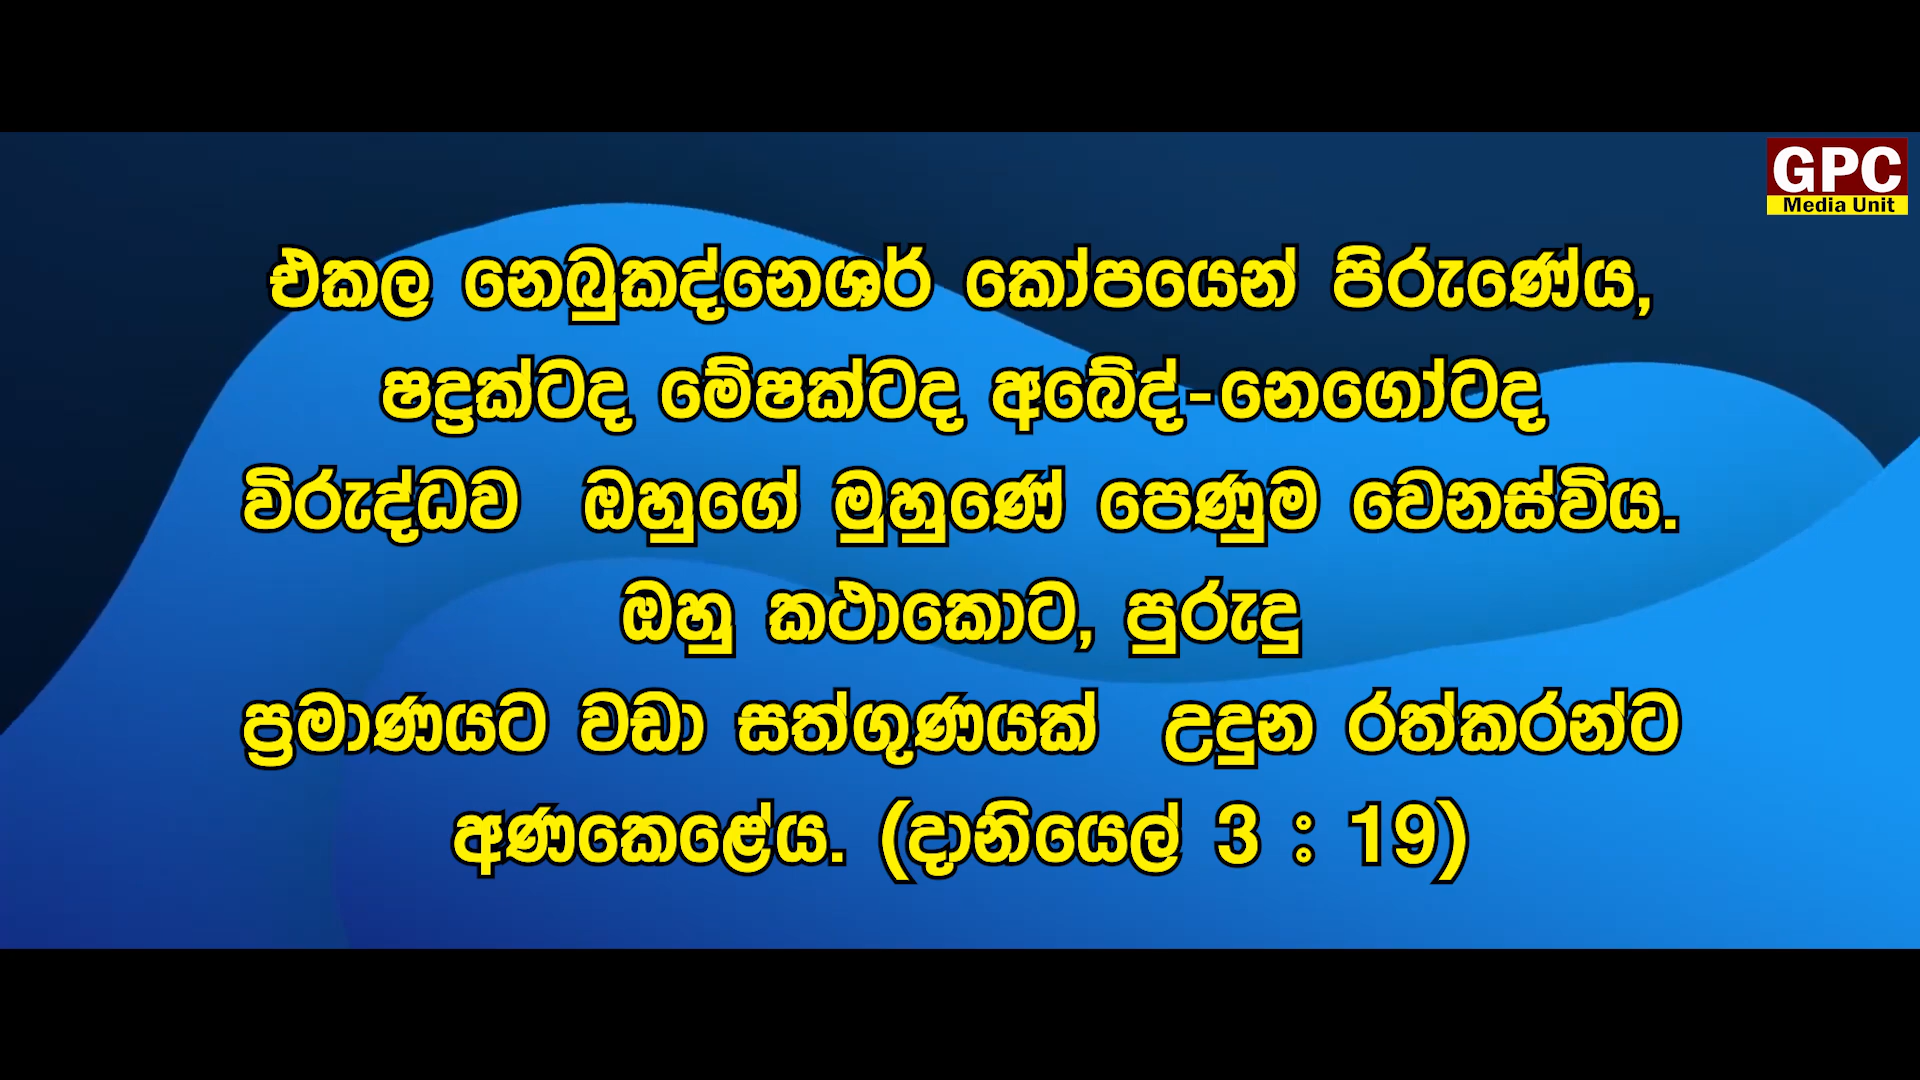 GPC
Media Unit
එකල නෙබුකද්නෙශර් කෝපයෙන් පිරුණේය,
ෂද්‍රක්ටද මේෂක්ටද අබේද්-නෙගෝටද
විරුද්ධව ඔහුගේ මුහුණේ පෙණුම වෙනස්විය.
ඔහු කථාකොට, පුරුදු
ප්‍රමාණයට වඩා සත්ගුණයක් උදුන රත්කරන්ට
අණකෙළේය. (දානියෙල් 3 : 19)